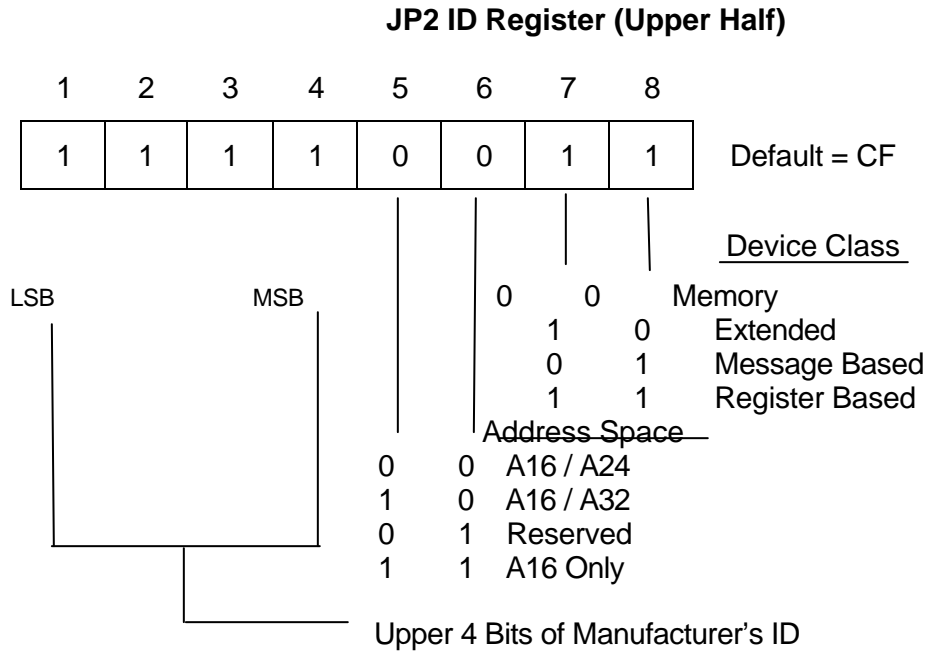 JP2 ID Register (Upper Half)
1 2 3 4 5 6 7 8
1 1 1 1 0 0 1 1 Default = CF
Device Class
LSB MSB 0 0 Memory
1 0 Extended
0 1 Message Based
1 1 Register Based
Address Space
0 0 A16 / A24
1 0 A16 / A32
0 1 Reserved
1 1 A16 Only
Upper 4 Bits of Manufacturer's ID